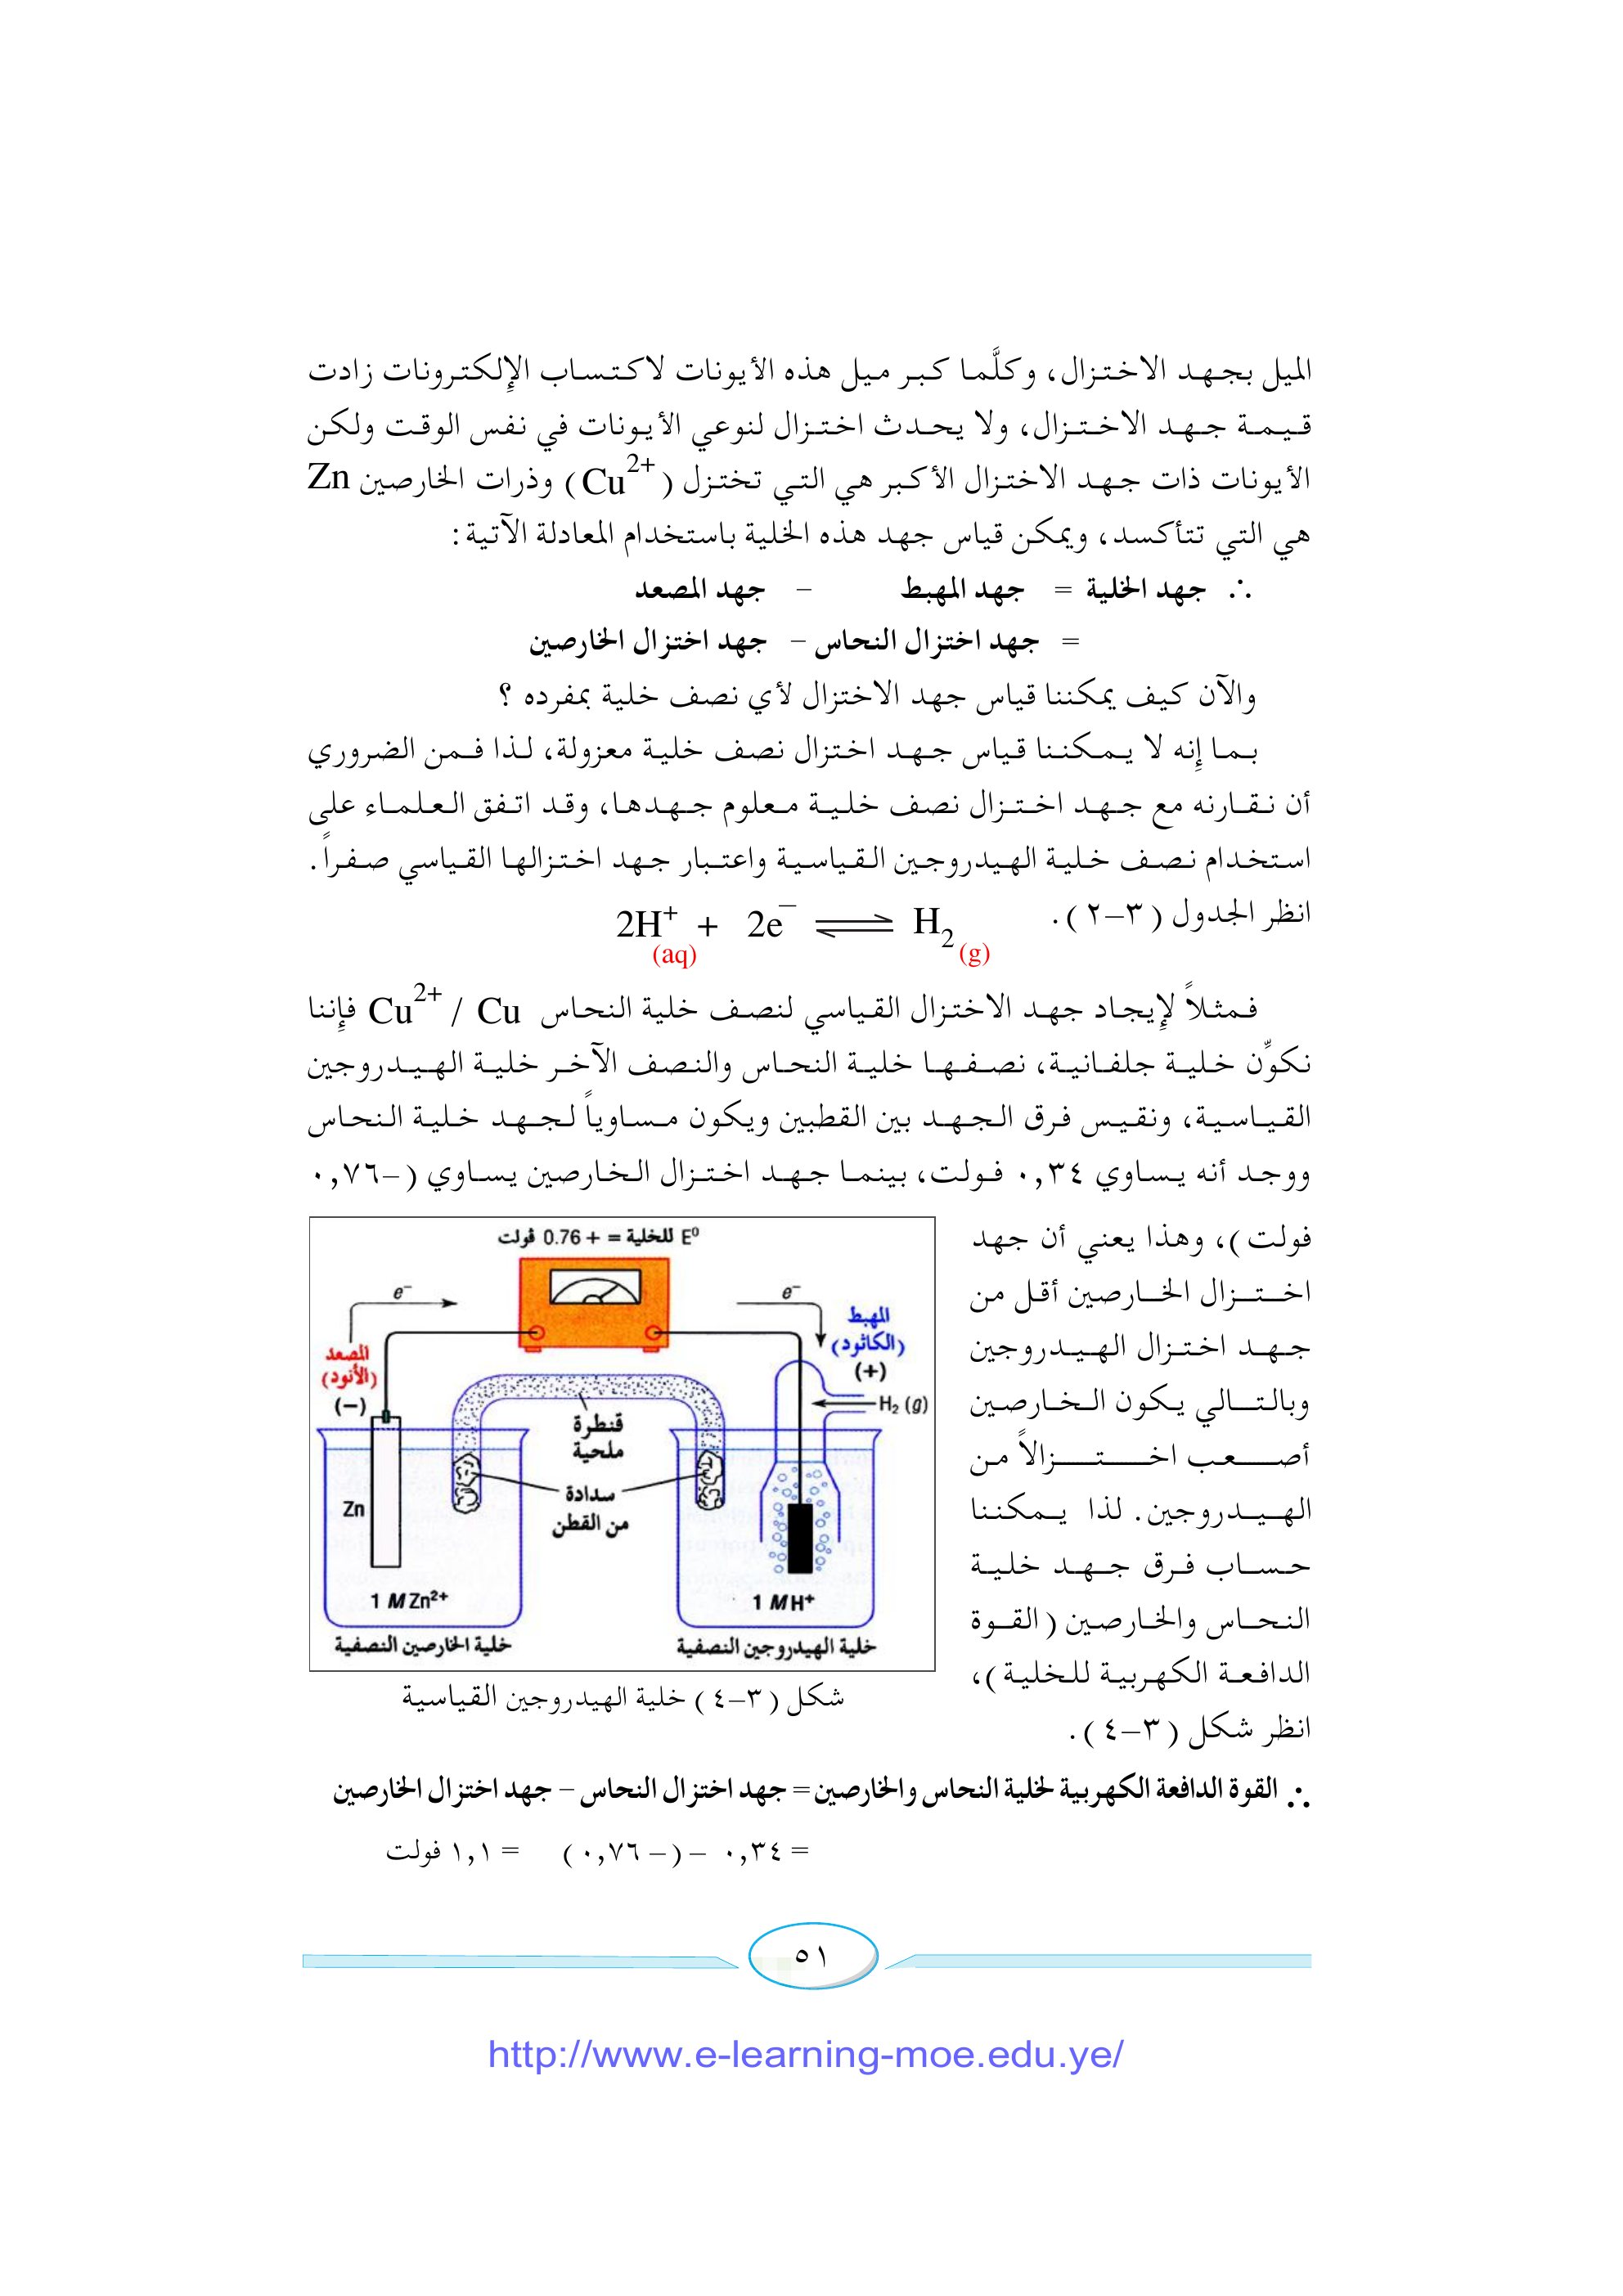 الميل بجهد الاختزال، وكلَّما كبر ميل هذه الأيونات لاكتساب الإلكترونات زادت
قيمة جهد الاختزال، ولا يحدث اختزال لنوعي الأيونات في نفس الوقت ولكن
الأيونات ذات جهد الاختزال الأكبر هي التي تختزل (Cu²⁺) وذرات الخارصين Zn
هي التي تتأكسد، ويمكن قياس جهد هذه الخلية باستخدام المعادلة الآتية:
∴ جهد الخلية = جهد المهبط – جهد المصعد
= جهد اختزال النحاس – جهد اختزال الخارصين
والآن كيف يمكننا قياس جهد الاختزال لأي نصف خلية بمفرده ؟
بما إنه لا يمكننا قياس جهد اختزال نصف خلية معزولة، لذا فمن الضروري
أن نقارنه مع جهد اختزال نصف خلية معلوم جهدها، وقد اتفق العلماء على
استخدام نصف خلية الهيدروجين القياسية واعتبار جهد اختزالها القياسي صفراً.
انظر الجدول (٣–٢). 2H⁺(aq) + 2e⁻ ⇌ H₂(g)
فمثلاً لإيجاد جهد الاختزال القياسي لنصف خلية النحاس Cu²⁺ / Cu فإننا
نكوِّن خلية جلفانية، نصفها خلية النحاس والنصف الآخر خلية الهيدروجين
القياسية، ونقيس فرق الجهد بين القطبين ويكون مساوياً لجهد خلية النحاس
ووجد أنه يساوي ٠,٣٤ فولت، بينما جهد اختزال الخارصين يساوي (–٠,٧٦
فولت)، وهذا يعني أن جهد
اختزال الخارصين أقل من
جهد اختزال الهيدروجين
وبالتالي يكون الخارصين
أصعب اختزالاً من
الهيدروجين. لذا يمكننا
حساب فرق جهد خلية
النحاس والخارصين (القوة
الدافعة الكهربية للخلية)،
انظر شكل (٣–٤).
E⁰ للخلية = + 0.76 ڤولت
e⁻
e⁻
المهبط
(الكاثود)
(+)
المصعد
(الأنود)
(–)
H₂ (g)
قنطرة
ملحية
سدادة
من القطن
Zn
1 M Zn²⁺
1 M H⁺
خلية الهيدروجين النصفية
خلية الخارصين النصفية
شكل (٣–٤) خلية الهيدروجين القياسية
∴ القوة الدافعة الكهربية لخلية النحاس والخارصين = جهد اختزال النحاس – جهد اختزال الخارصين
= ٠,٣٤ – (– ٠,٧٦) = ١,١ فولت
٥١
http://www.e-learning-moe.edu.ye/